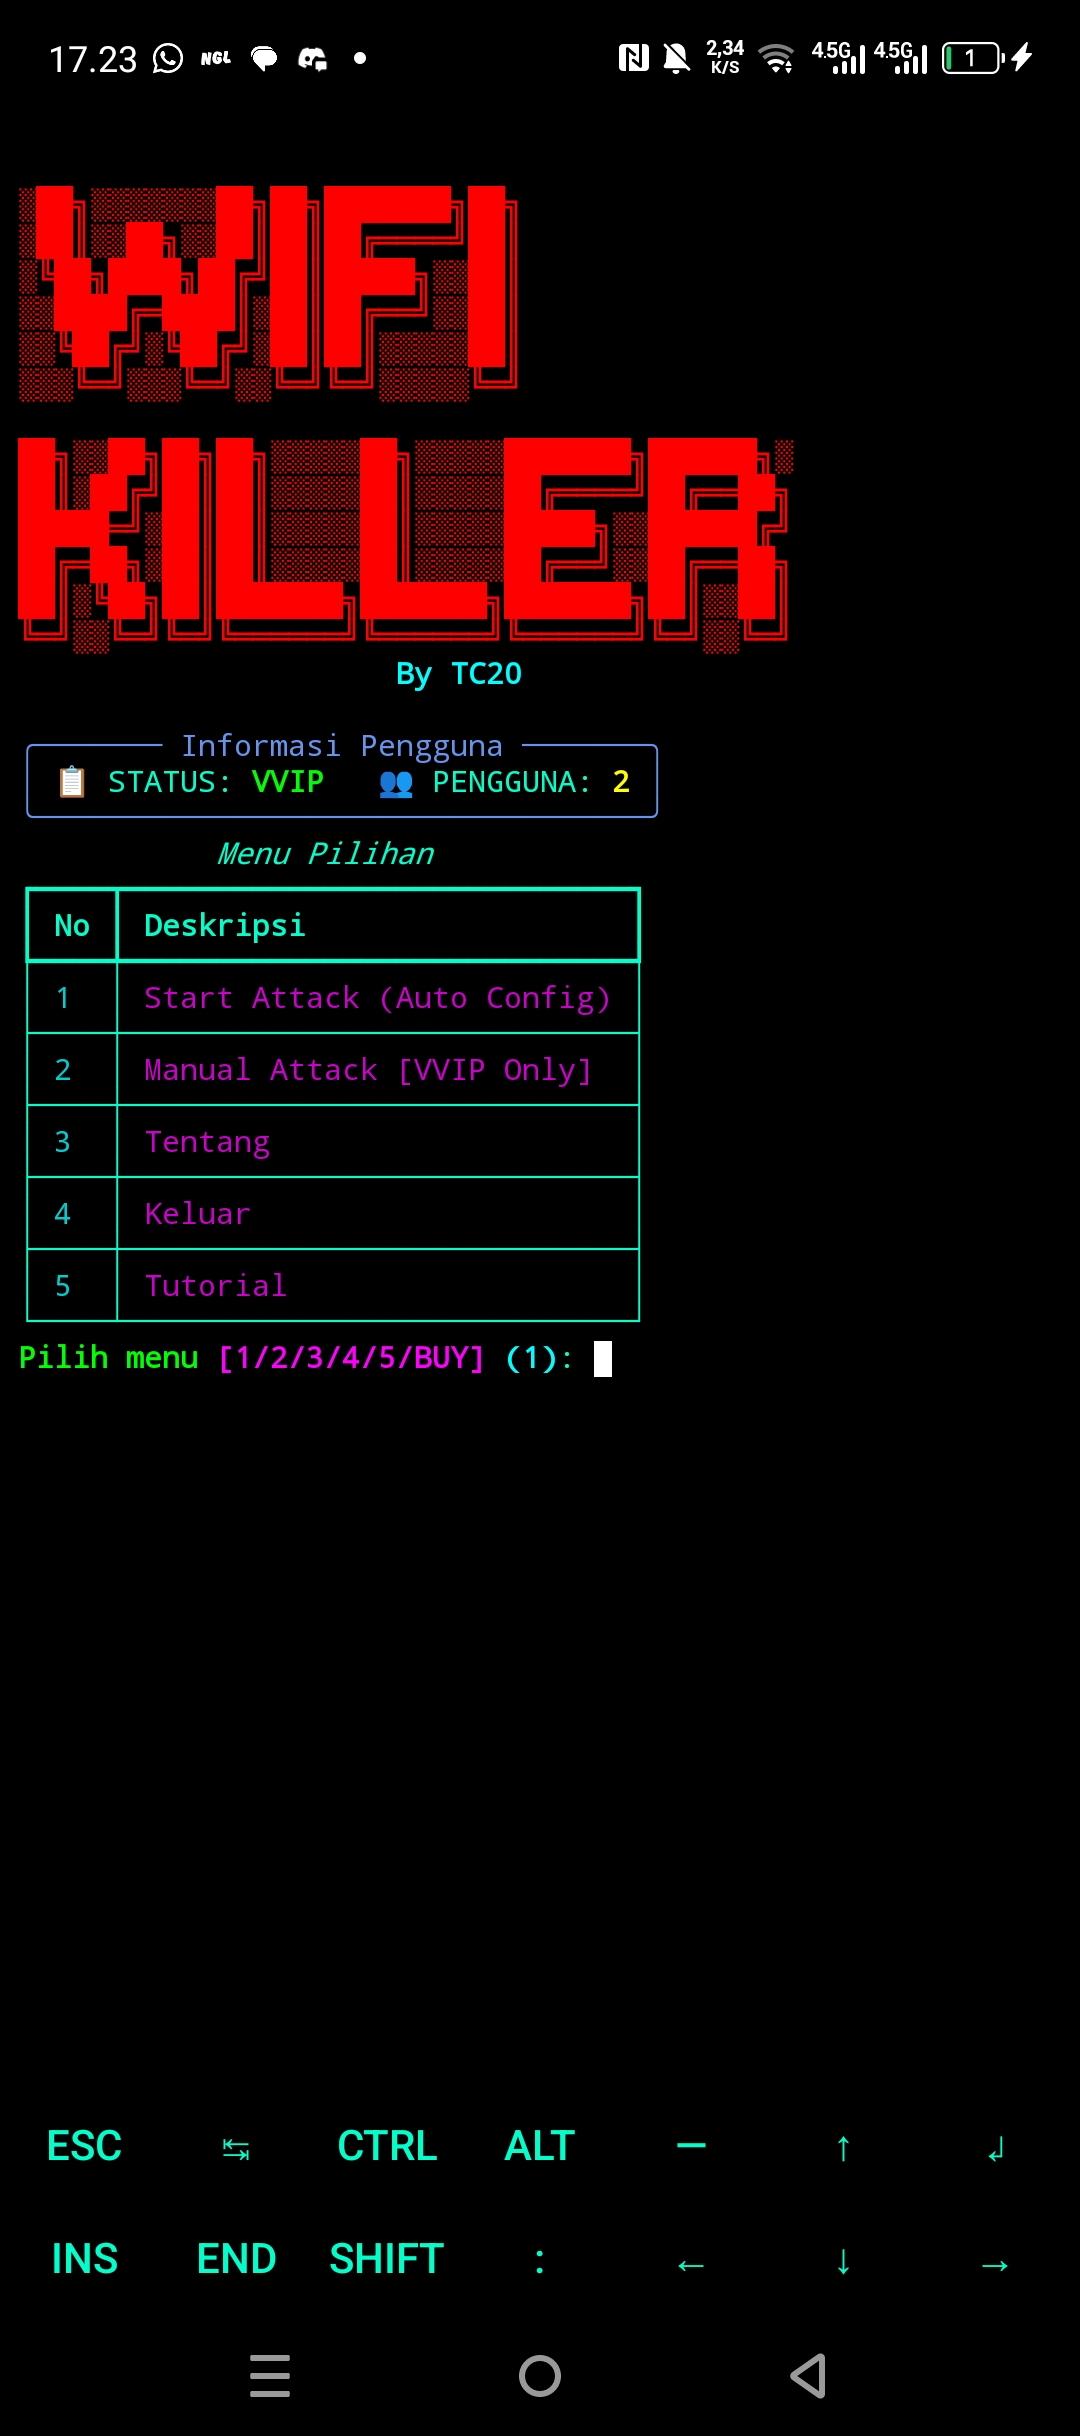 17.23 NGL 2,34 K/S 4.5G 4.5G 1
WIFI
KILLER
By TC20
Informasi Pengguna
📋 STATUS: VVIP 👥 PENGGUNA: 2
Menu Pilihan
No Deskripsi
1 Start Attack (Auto Config)
2 Manual Attack [VVIP Only]
3 Tentang
4 Keluar
5 Tutorial
Pilih menu [1/2/3/4/5/BUY] (1):
ESC ↹ CTRL ALT — ↑ ↲
INS END SHIFT : ← ↓ →